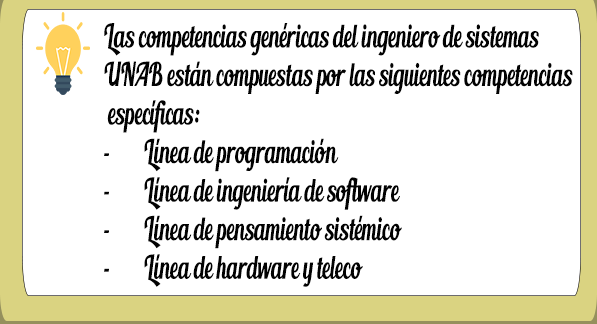 Las competencias genéricas del ingeniero de sistemas
UNAB están compuestas por las siguientes competencias
específicas:
- Línea de programación
- Línea de ingeniería de software
- Línea de pensamiento sistémico
- Línea de hardware y teleco